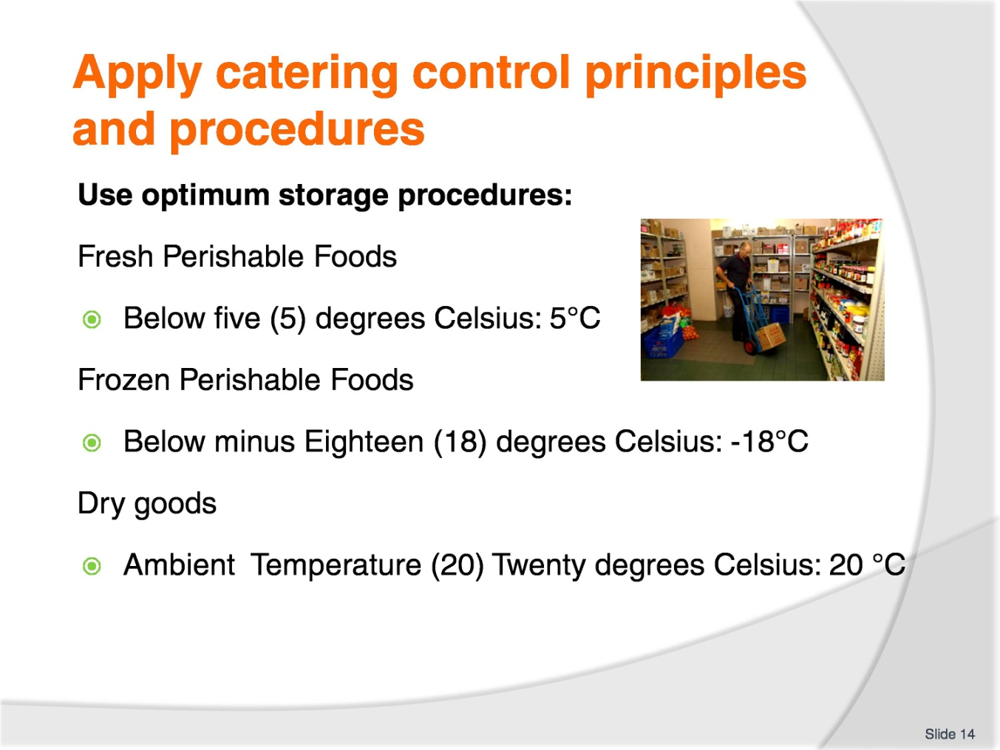 Apply catering control principles
and procedures
Use optimum storage procedures:
Fresh Perishable Foods
Below five (5) degrees Celsius: 5°C
Frozen Perishable Foods
Below minus Eighteen (18) degrees Celsius: -18°C
Dry goods
Ambient  Temperature (20) Twenty degrees Celsius: 20 °C
Slide 14